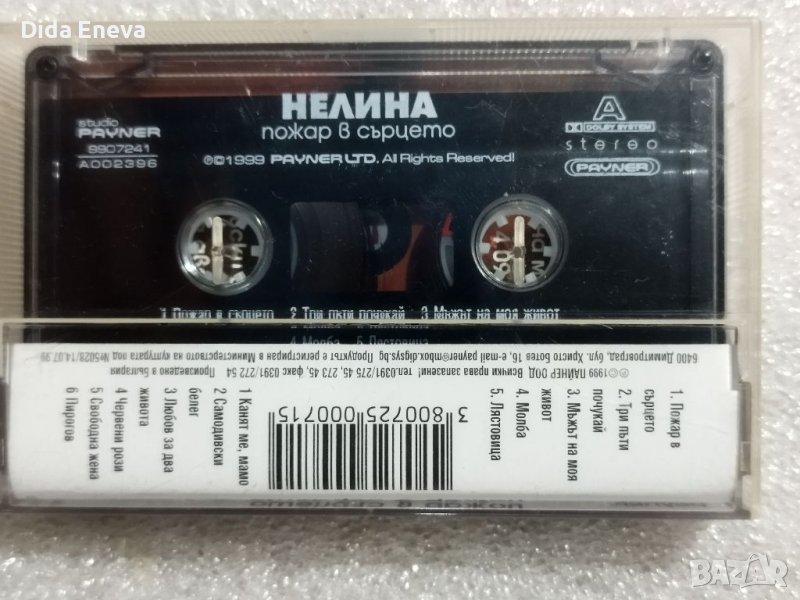 Dida Eneva
НЕЛИНА
пожар в сърцето
studio
PAYNER
9907241
A002396
℗©1999 PAYNER LTD. All Rights Reserved!
A
DOLBY SYSTEM
stereo
PAYNER
1 Пожар в сърцето 2 Три пъти почукай 3 Мъжът на моя живот
4 Молба 5 Лястовица
1. Пожар в
сърцето
2. Три пъти
почукай
3. Мъжът на моя
живот
4. Молба
5. Лястовица
3 800725 000715
1 Канят ме, мамо
2 Самодивски
белег
3 Любов за два
живота
4 Червени рози
5 Свободна жена
6 Пирогов
6400 Димитровград, бул. Христо Ботев 16, e-mail: payner@mbox.digsys.bg. Продуктът е регистриран в Министерството на културата под №5028/14.07.99
℗©1999 ПАЙНЕР ООД Всички права запазени! тел.0391/275 45, 273 45, факс 0391/272 54 Произведено в България
пожар в сърцето
BAZAR